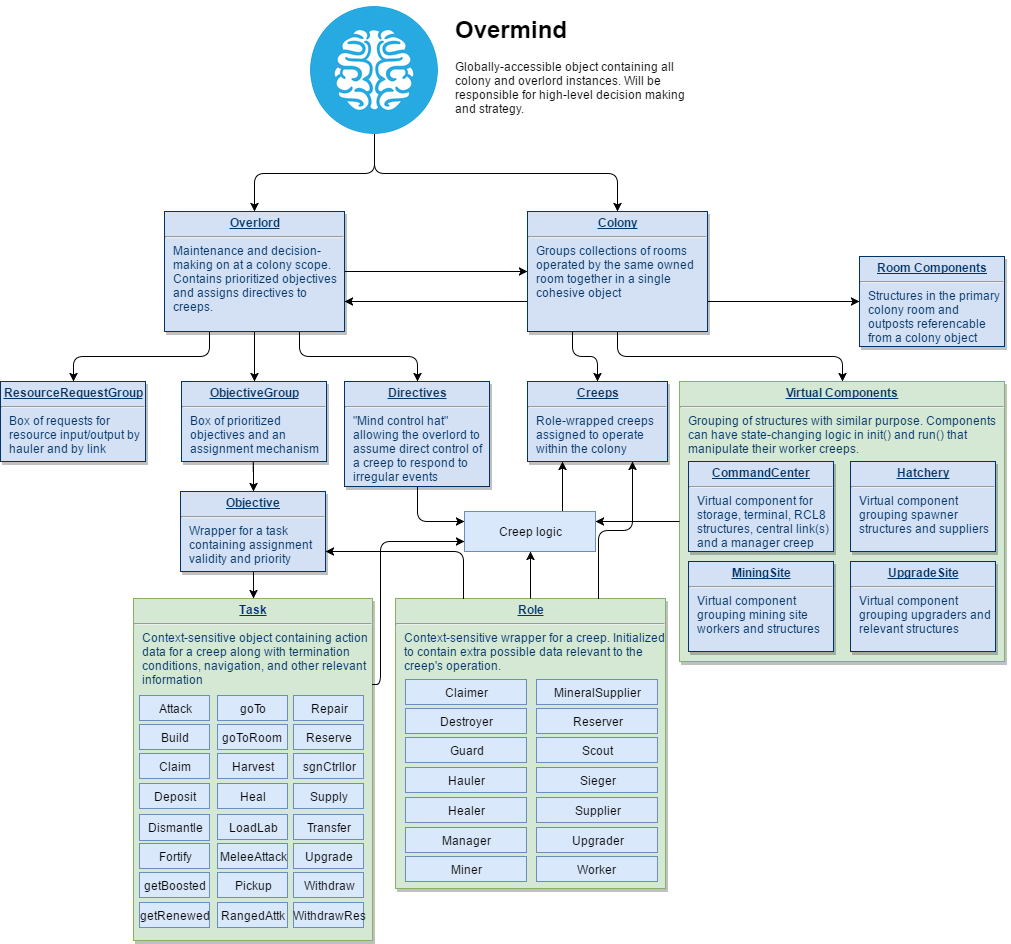 Overmind
Globally-accessible object containing all
colony and overlord instances. Will be
responsible for high-level decision making
and strategy.
Overlord
Maintenance and decision-
making on at a colony scope.
Contains prioritized objectives
and assigns directives to
creeps.
Colony
Groups collections of rooms
operated by the same owned
room together in a single
cohesive object
Room Components
Structures in the primary
colony room and
outposts referencable
from a colony object
ResourceRequestGroup
Box of requests for
resource input/output by
hauler and by link
ObjectiveGroup
Box of prioritized
objectives and an
assignment mechanism
Directives
"Mind control hat"
allowing the overlord to
assume direct control of
a creep to respond to
irregular events
Creeps
Role-wrapped creeps
assigned to operate
within the colony
Virtual Components
Grouping of structures with similar purpose. Components
can have state-changing logic in init() and run() that
manipulate their worker creeps.
CommandCenter
Virtual component for
storage, terminal, RCL8
structures, central link(s)
and a manager creep
Hatchery
Virtual component
grouping spawner
structures and suppliers
MiningSite
Virtual component
grouping mining site
workers and structures
UpgradeSite
Virtual component
grouping upgraders and
relevant structures
Objective
Wrapper for a task
containing assignment
validity and priority
Creep logic
Task
Context-sensitive object containing action
data for a creep along with termination
conditions, navigation, and other relevant
information
Attack
goTo
Repair
Build
goToRoom
Reserve
Claim
Harvest
sgnCtrllor
Deposit
Heal
Supply
Dismantle
LoadLab
Transfer
Fortify
MeleeAttack
Upgrade
getBoosted
Pickup
Withdraw
getRenewed
RangedAttk
WithdrawRes
Role
Context-sensitive wrapper for a creep. Initialized
to contain extra possible data relevant to the
creep's operation.
Claimer
MineralSupplier
Destroyer
Reserver
Guard
Scout
Hauler
Sieger
Healer
Supplier
Manager
Upgrader
Miner
Worker